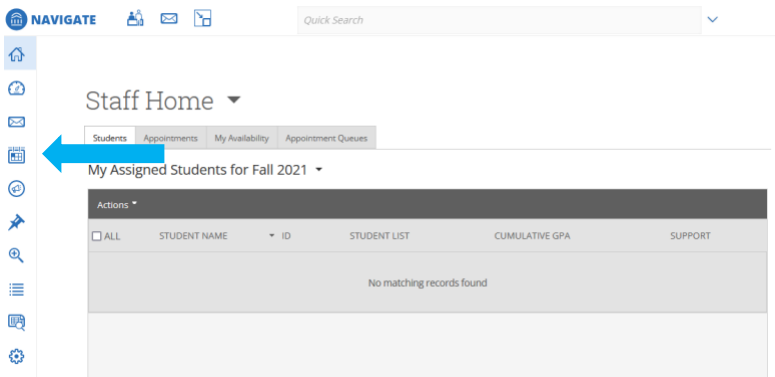 NAVIGATE
Quick Search
Staff Home
Students Appointments My Availability Appointment Queues
My Assigned Students for Fall 2021
Actions
ALL STUDENT NAME ID STUDENT LIST CUMULATIVE GPA SUPPORT
No matching records found